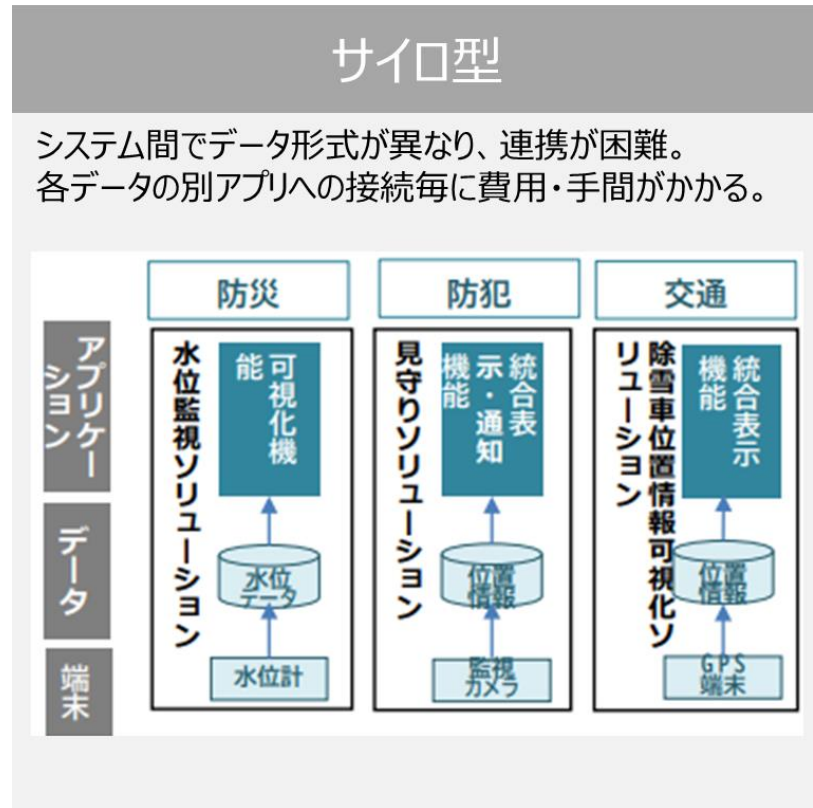 サイロ型
システム間でデータ形式が異なり、連携が困難。
各データの別アプリへの接続毎に費用・手間がかかる。
防災
防犯
交通
アプリケー
ション
データ
端末
水位監視ソリューション
可視化機
能
水位
データ
水位計
見守りソリューション
統合表
示・通知
機能
位置
情報
監視
カメラ
除雪車位置情報可視化ソ
リューション
統合表示
機能
位置
情報
GPS
端末